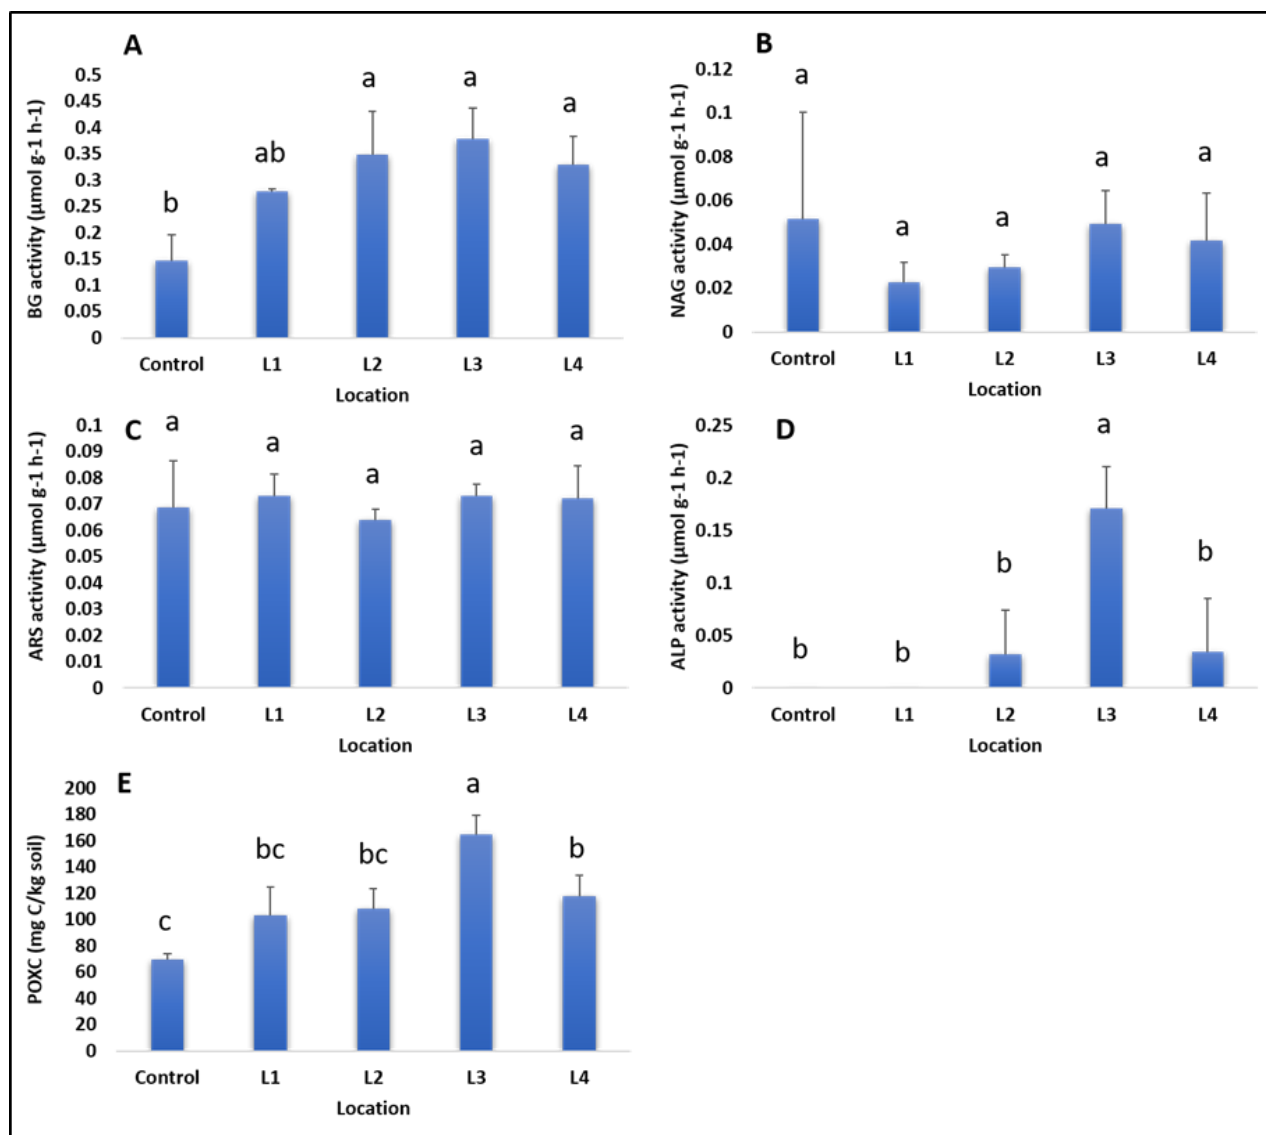 A
BG activity (µmol g-1 h-1)
0.5
0.45
0.4
0.35
0.3
0.25
0.2
0.15
0.1
0.05
0
b
ab
a
a
a
Control L1 L2 L3 L4
Location
B
NAG activity (µmol g-1 h-1)
0.12
0.1
0.08
0.06
0.04
0.02
0
a
a
a
a
a
Control L1 L2 L3 L4
Location
C
ARS activity (µmol g-1 h-1)
0.1
0.09
0.08
0.07
0.06
0.05
0.04
0.03
0.02
0.01
0
a
a
a
a
a
Control L1 L2 L3 L4
Location
D
ALP activity (µmol g-1 h-1)
0.25
0.2
0.15
0.1
0.05
0
b
b
b
a
b
Control L1 L2 L3 L4
Location
E
POXC (mg C/kg soil)
200
180
160
140
120
100
80
60
40
20
0
c
bc
bc
a
b
Control L1 L2 L3 L4
Location